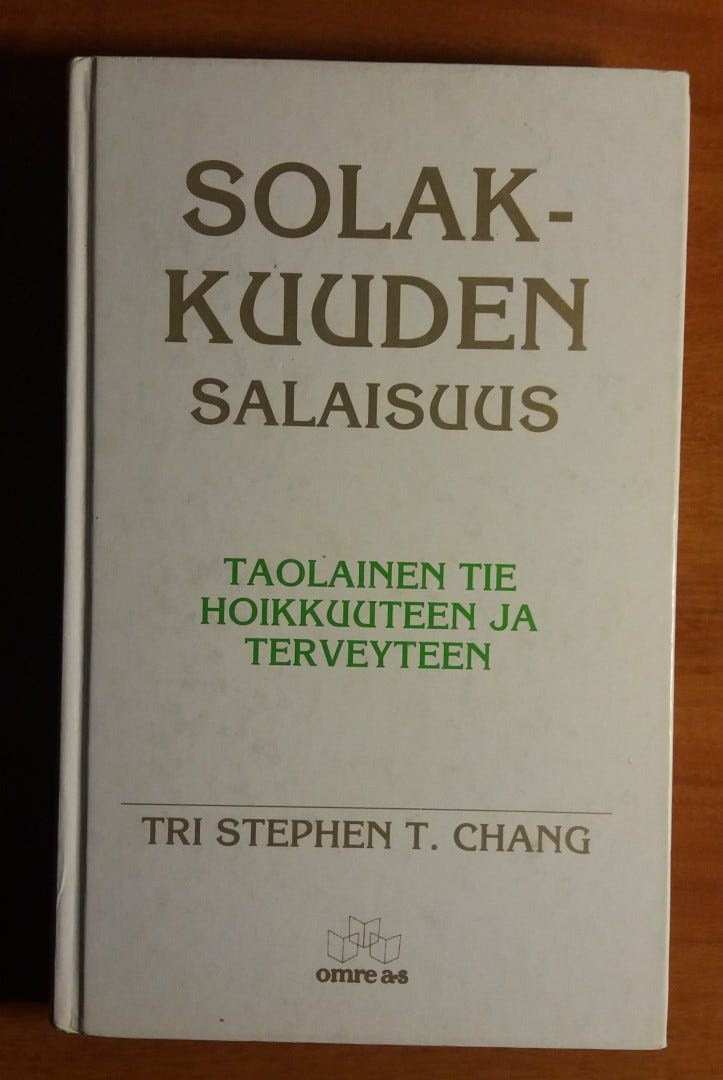 SOLAK-
KUUDEN
SALAISUUS
TAOLAINEN TIE
HOIKKUUTEEN JA
TERVEYTEEN
TRI STEPHEN T. CHANG
omre a·s